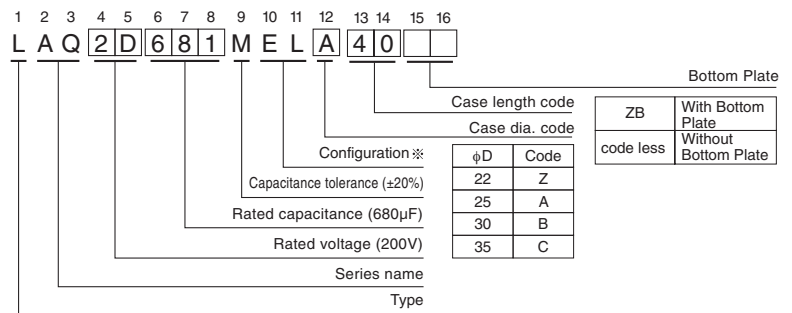 1 2 3 4 5 6 7 8 9 10 11 12 13 14 15 16
L A Q 2 D 6 8 1 M E L A 4 0
Bottom Plate
Case length code
Case dia. code
Configuration※
Capacitance tolerance (±20%)
Rated capacitance (680µF)
Rated voltage (200V)
Series name
Type
ϕD Code
22 Z
25 A
30 B
35 C
ZB With Bottom
Plate
code less Without
Bottom Plate